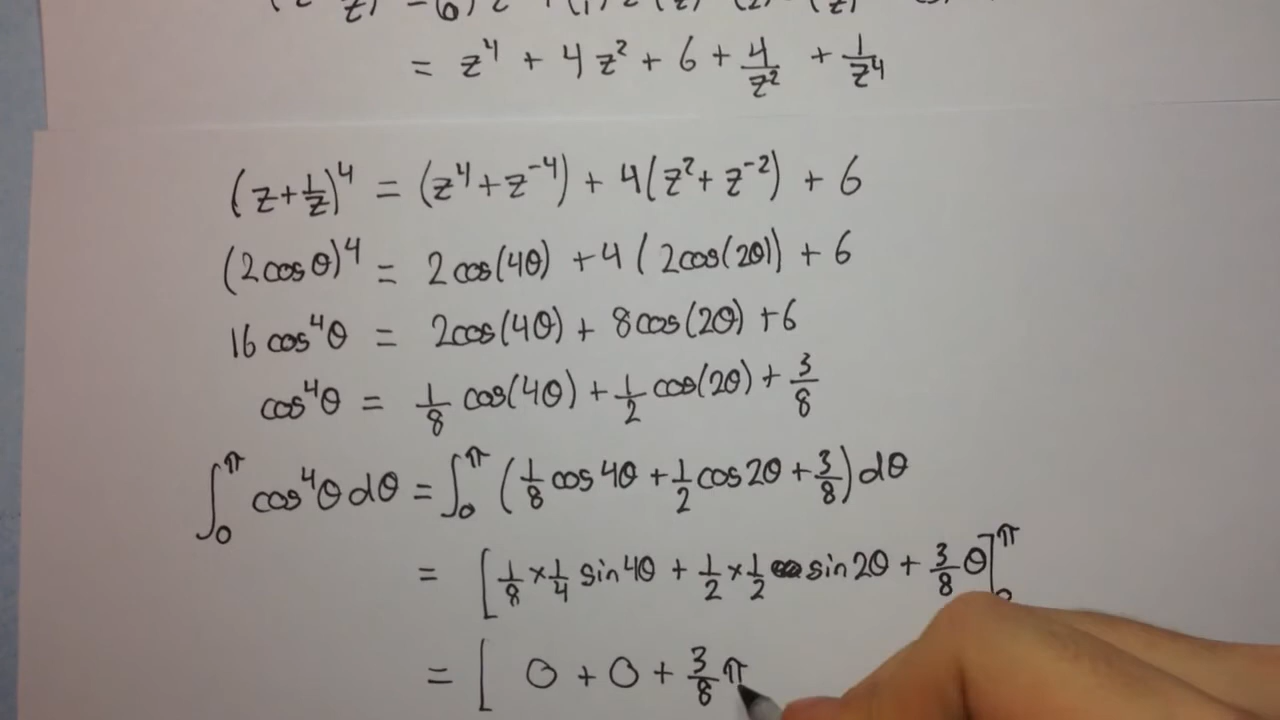 = z⁴ + 4z² + 6 + 4/z² + 1/z⁴
(z+1/z)⁴ = (z⁴+z⁻⁴) + 4(z²+z⁻²) + 6
(2cosθ)⁴ = 2cos(4θ) + 4(2cos(2θ)) + 6
16cos⁴θ = 2cos(4θ) + 8cos(2θ) + 6
cos⁴θ = 1/8 cos(4θ) + 1/2 cos(2θ) + 3/8
∫₀^π cos⁴θ dθ = ∫₀^π (1/8 cos4θ + 1/2 cos2θ + 3/8) dθ
= [1/8 × 1/4 sin4θ + 1/2 × 1/2 sin2θ + 3/8 θ]₀^π
= [ 0 + 0 + 3/8 π